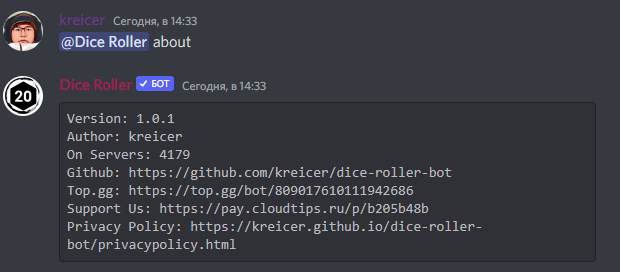 kreicer Сегодня, в 14:33
@Dice Roller about
20
Dice Roller ✓ БОТ Сегодня, в 14:33
Version: 1.0.1
Author: kreicer
On Servers: 4179
Github: https://github.com/kreicer/dice-roller-bot
Top.gg: https://top.gg/bot/809017610111942686
Support Us: https://pay.cloudtips.ru/p/b205b48b
Privacy Policy: https://kreicer.github.io/dice-roller-
bot/privacypolicy.html